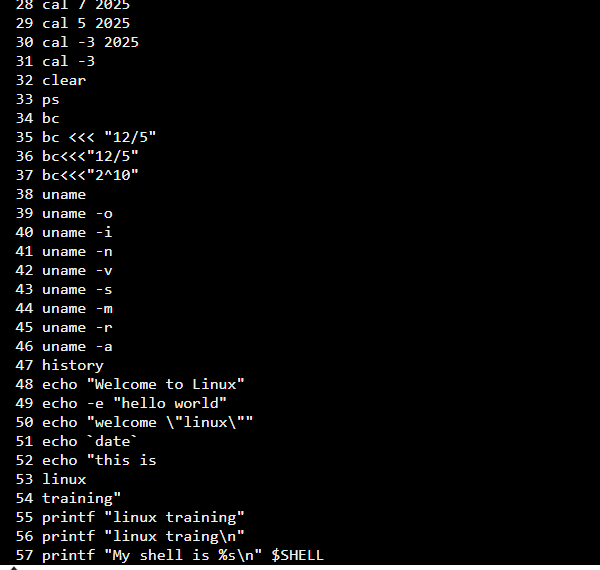 28 cal 7 2025
29 cal 5 2025
30 cal -3 2025
31 cal -3
32 clear
33 ps
34 bc
35 bc <<< "12/5"
36 bc<<<"12/5"
37 bc<<<"2^10"
38 uname
39 uname -o
40 uname -i
41 uname -n
42 uname -v
43 uname -s
44 uname -m
45 uname -r
46 uname -a
47 history
48 echo "Welcome to Linux"
49 echo -e "hello world"
50 echo "welcome \"linux\""
51 echo `date`
52 echo "this is
53 linux
54 training"
55 printf "linux training"
56 printf "linux traing\n"
57 printf "My shell is %s\n" $SHELL